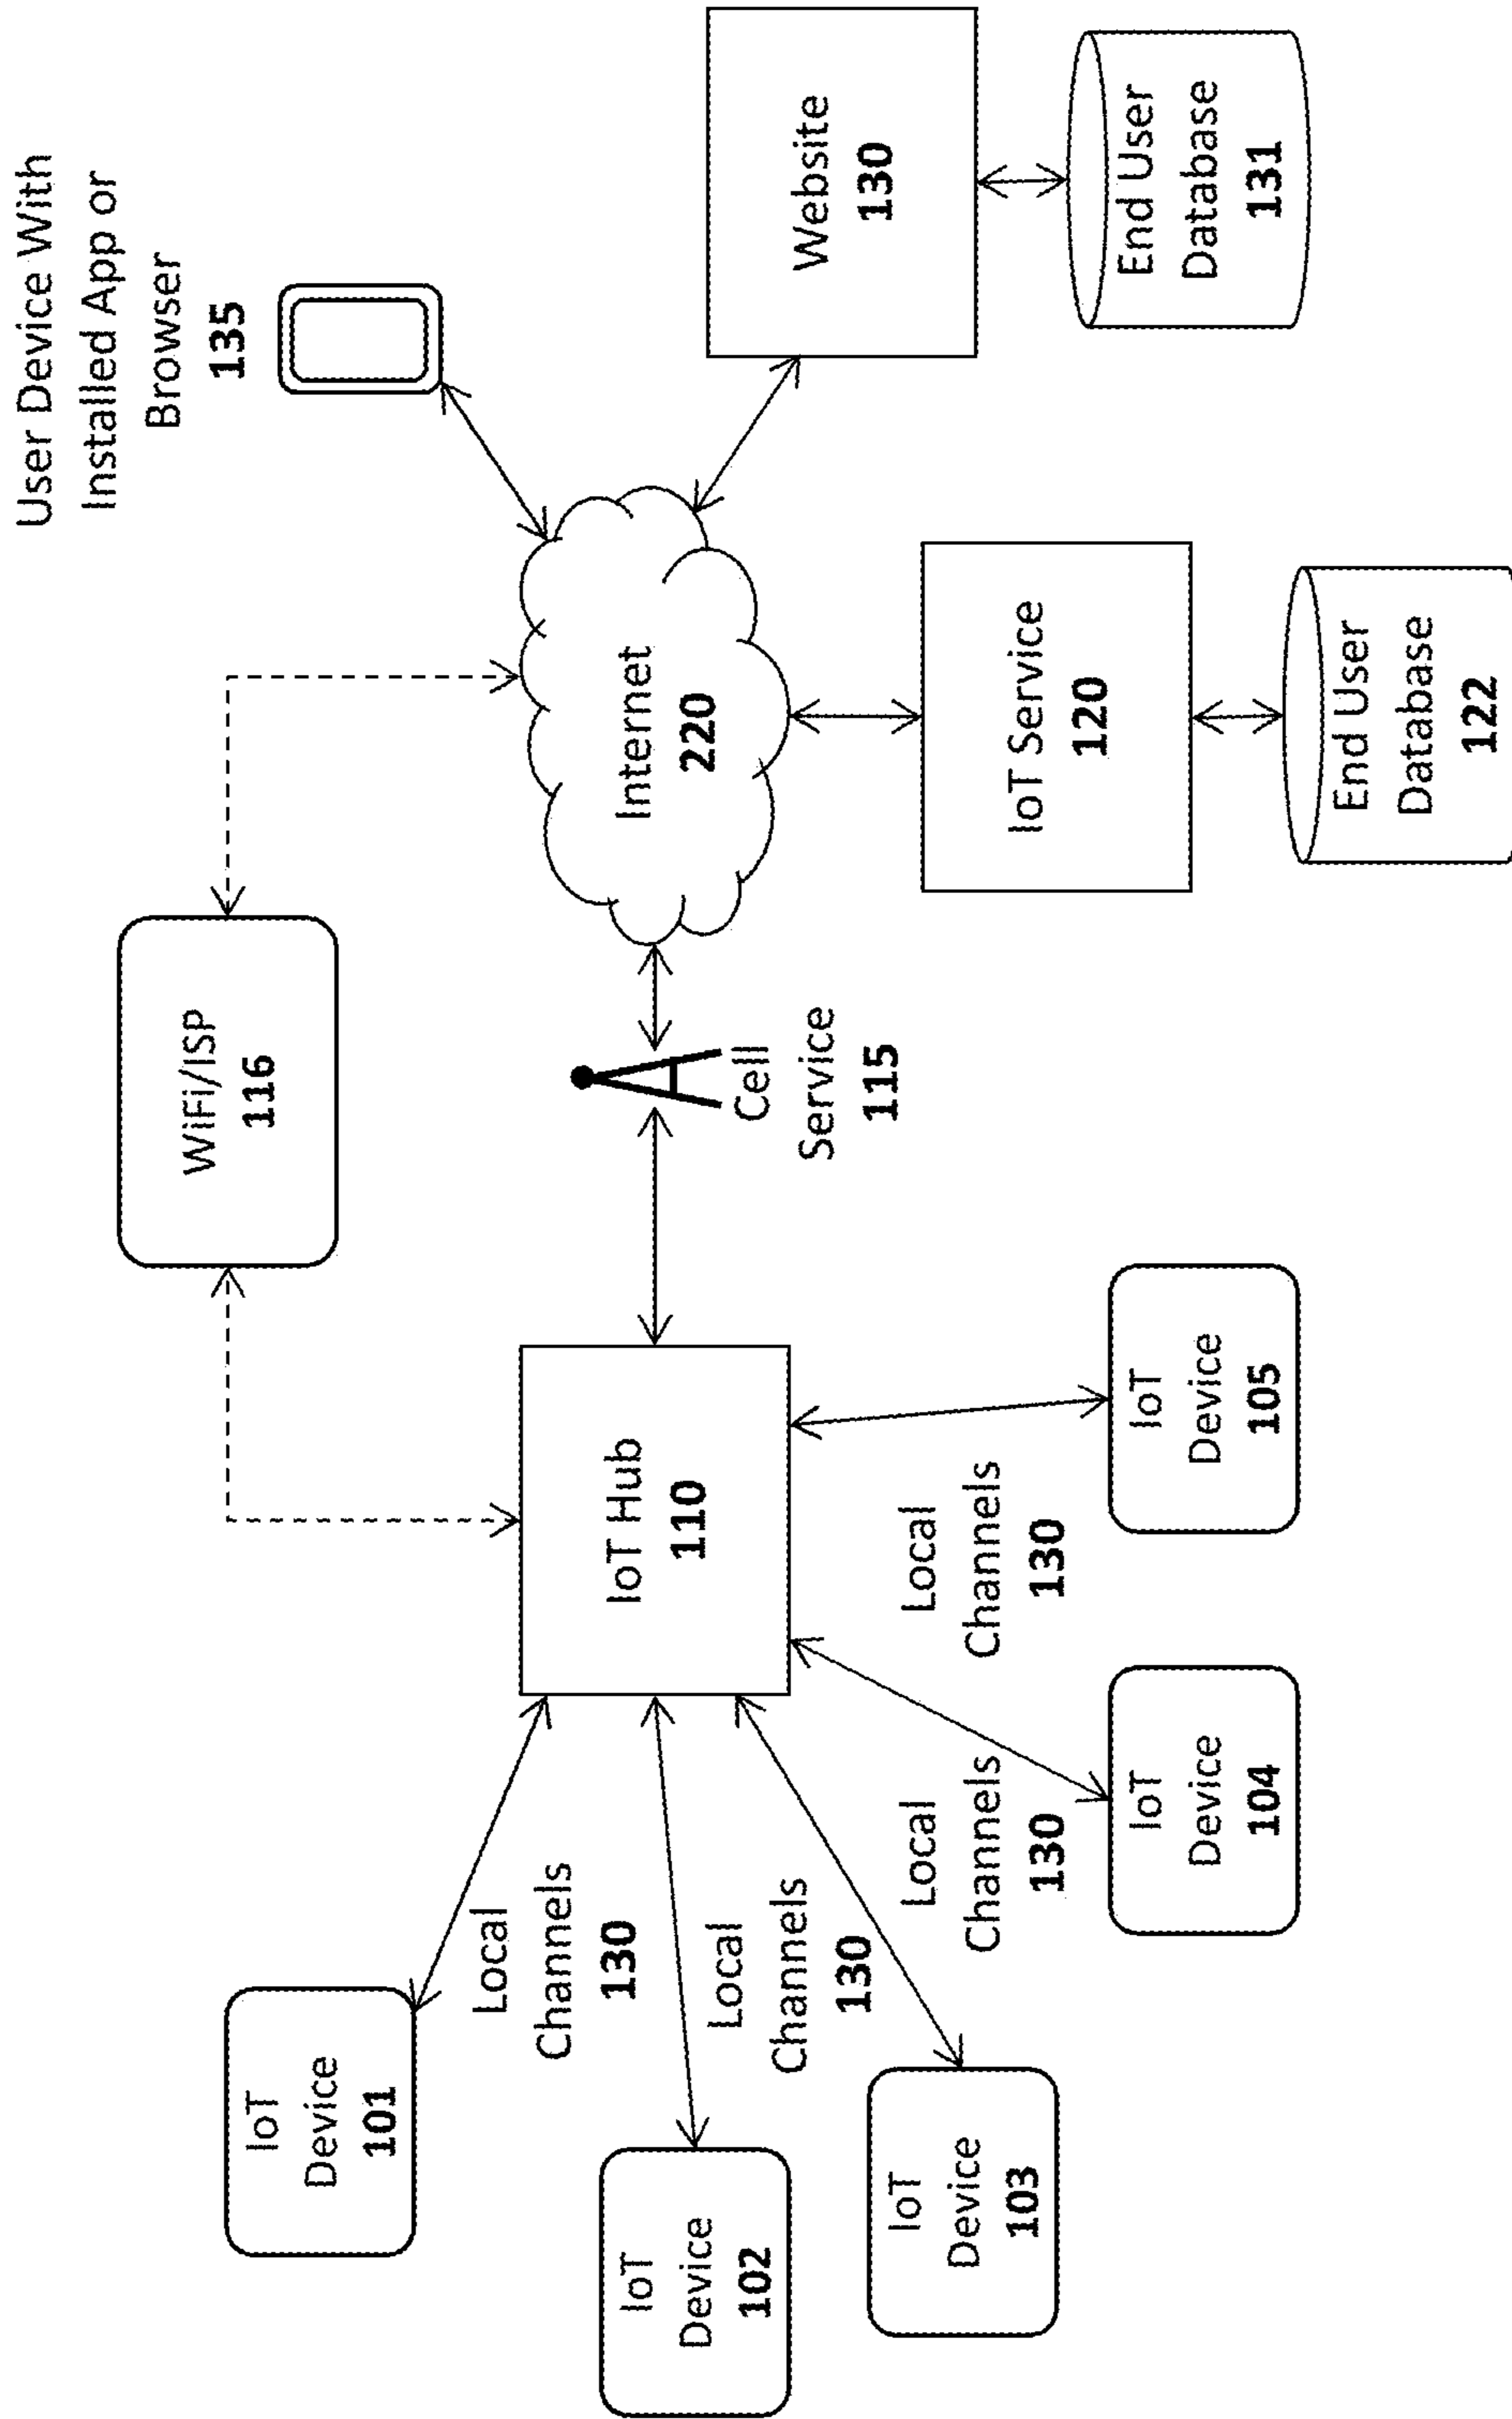 User Device With
Installed App or
Browser
135
WiFi/ISP
116
IoT
Device
101
Local
Channels
130
IoT Hub
110
Cell
Service
115
Internet
220
Website
130
End User
Database
131
IoT
Device
102
Local
Channels
130
IoT
Device
103
Local
Channels
130
IoT
Device
104
Local
Channels
130
IoT
Device
105
IoT Service
120
End User
Database
122